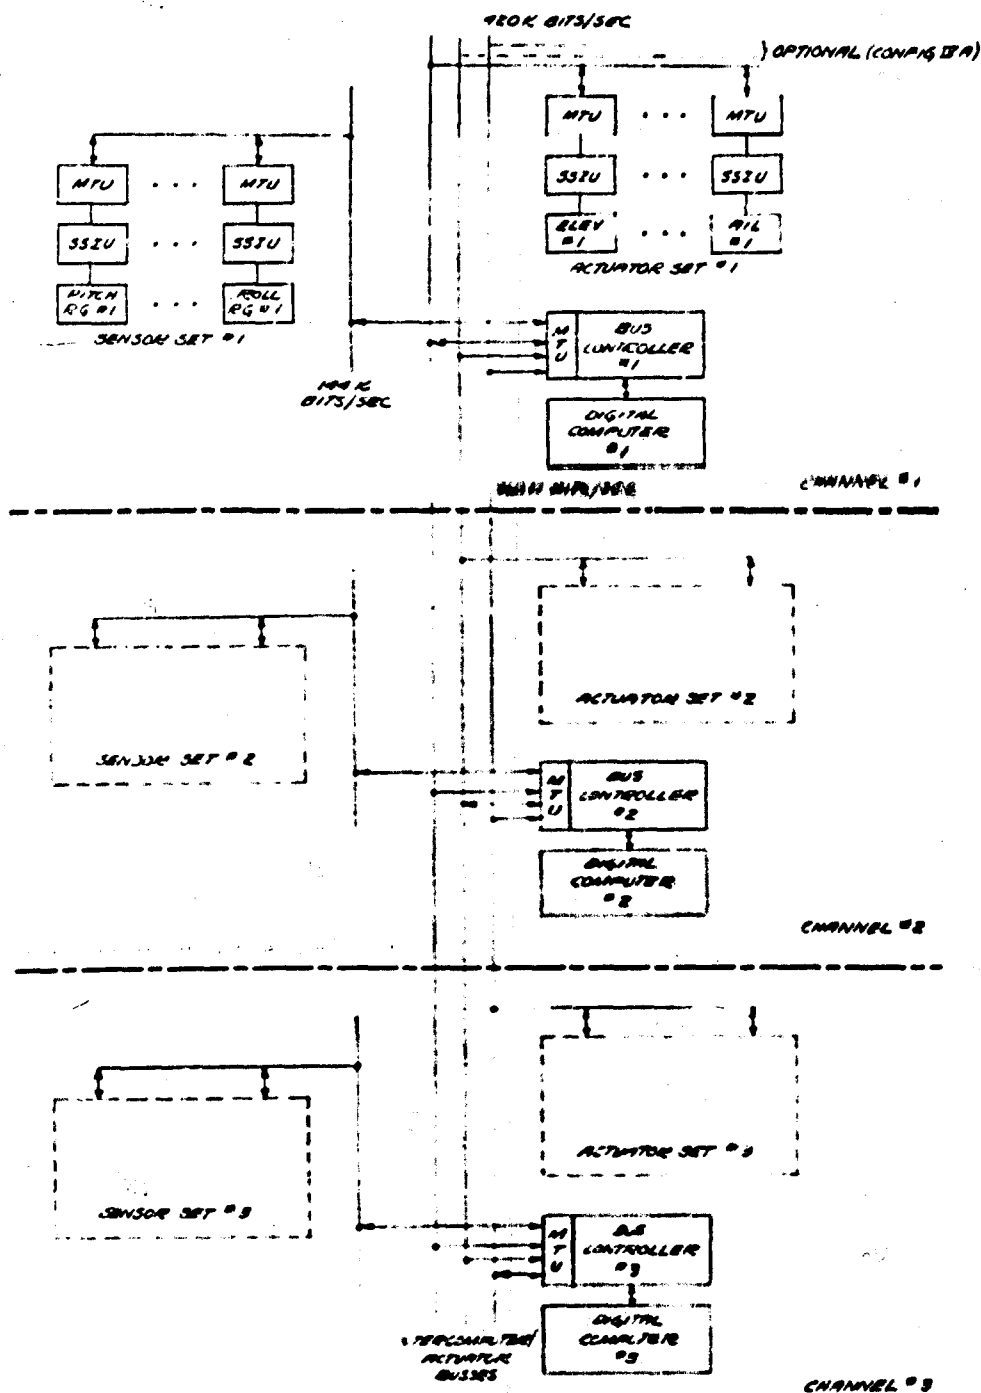 BITS/SEC
OPTIONAL (CONFIG
MTU . . . MTU
SSIU . . . SSIU
ELEV #1 . . . AIL #1
ACTUATOR SET #1
MTU . . . MTU
SSIU . . . SSIU
PITCH RG #1 . . . ROLL RG #1
SENSOR SET #1
144 K
BITS/SEC
MTU
BUS
CONTROLLER
#1
DIGITAL
COMPUTER
#1
CHANNEL #1
ACTUATOR SET #2
SENSOR SET #2
MTU
BUS
CONTROLLER
#2
DIGITAL
COMPUTER
#2
CHANNEL #2
ACTUATOR SET #3
SENSOR SET #3
MTU
BUS
CONTROLLER
#3
DIGITAL
COMPUTER
#3
ACTUATOR
BUSSES
CHANNEL #3